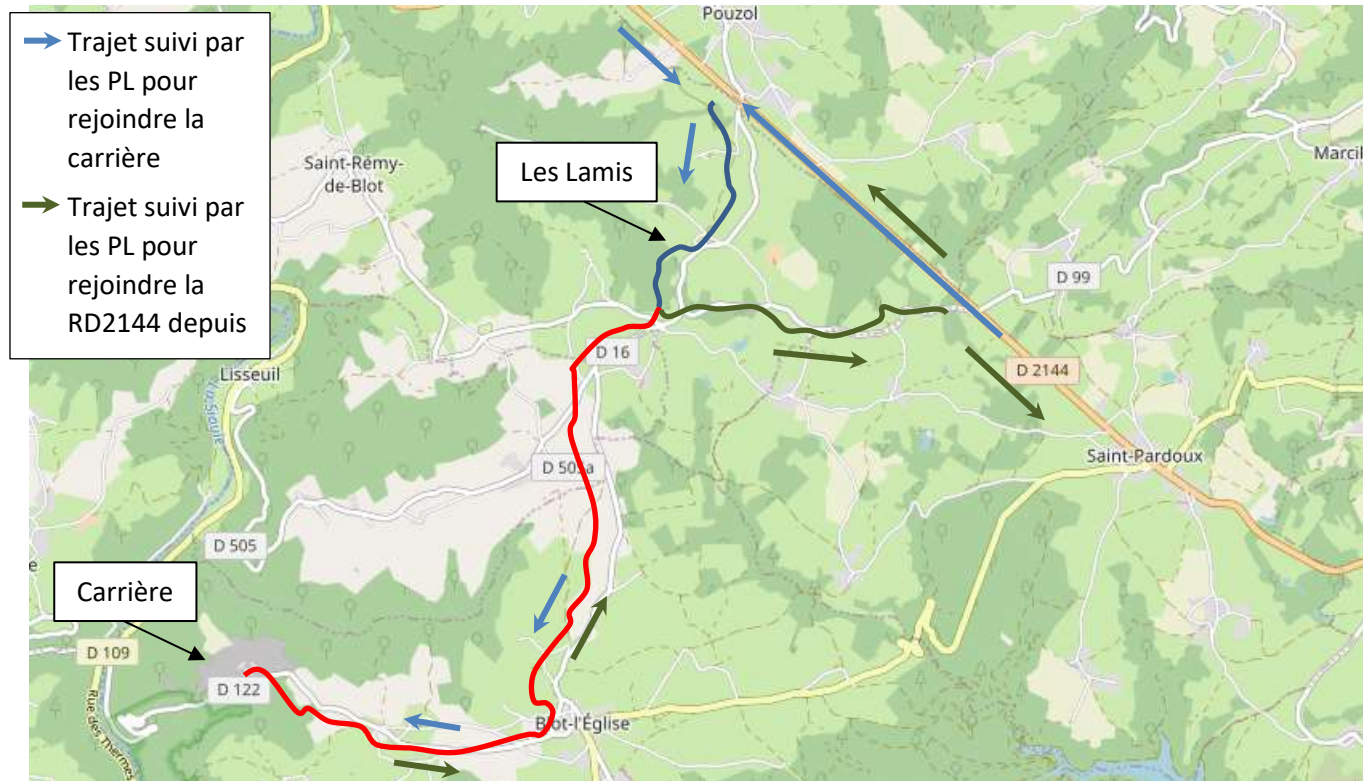 Trajet suivi par
les PL pour
rejoindre la
carrière
Trajet suivi par
les PL pour
rejoindre la
RD2144 depuis
Pouzol
Les Lamis
Saint-Rémy-
de-Blot
Marcil
D 99
D 16
D 2144
Lisseuil
Saint-Pardoux
D 505a
D 505
Carrière
D 109
D 122
Blot-l'Église
Rue des Thermes